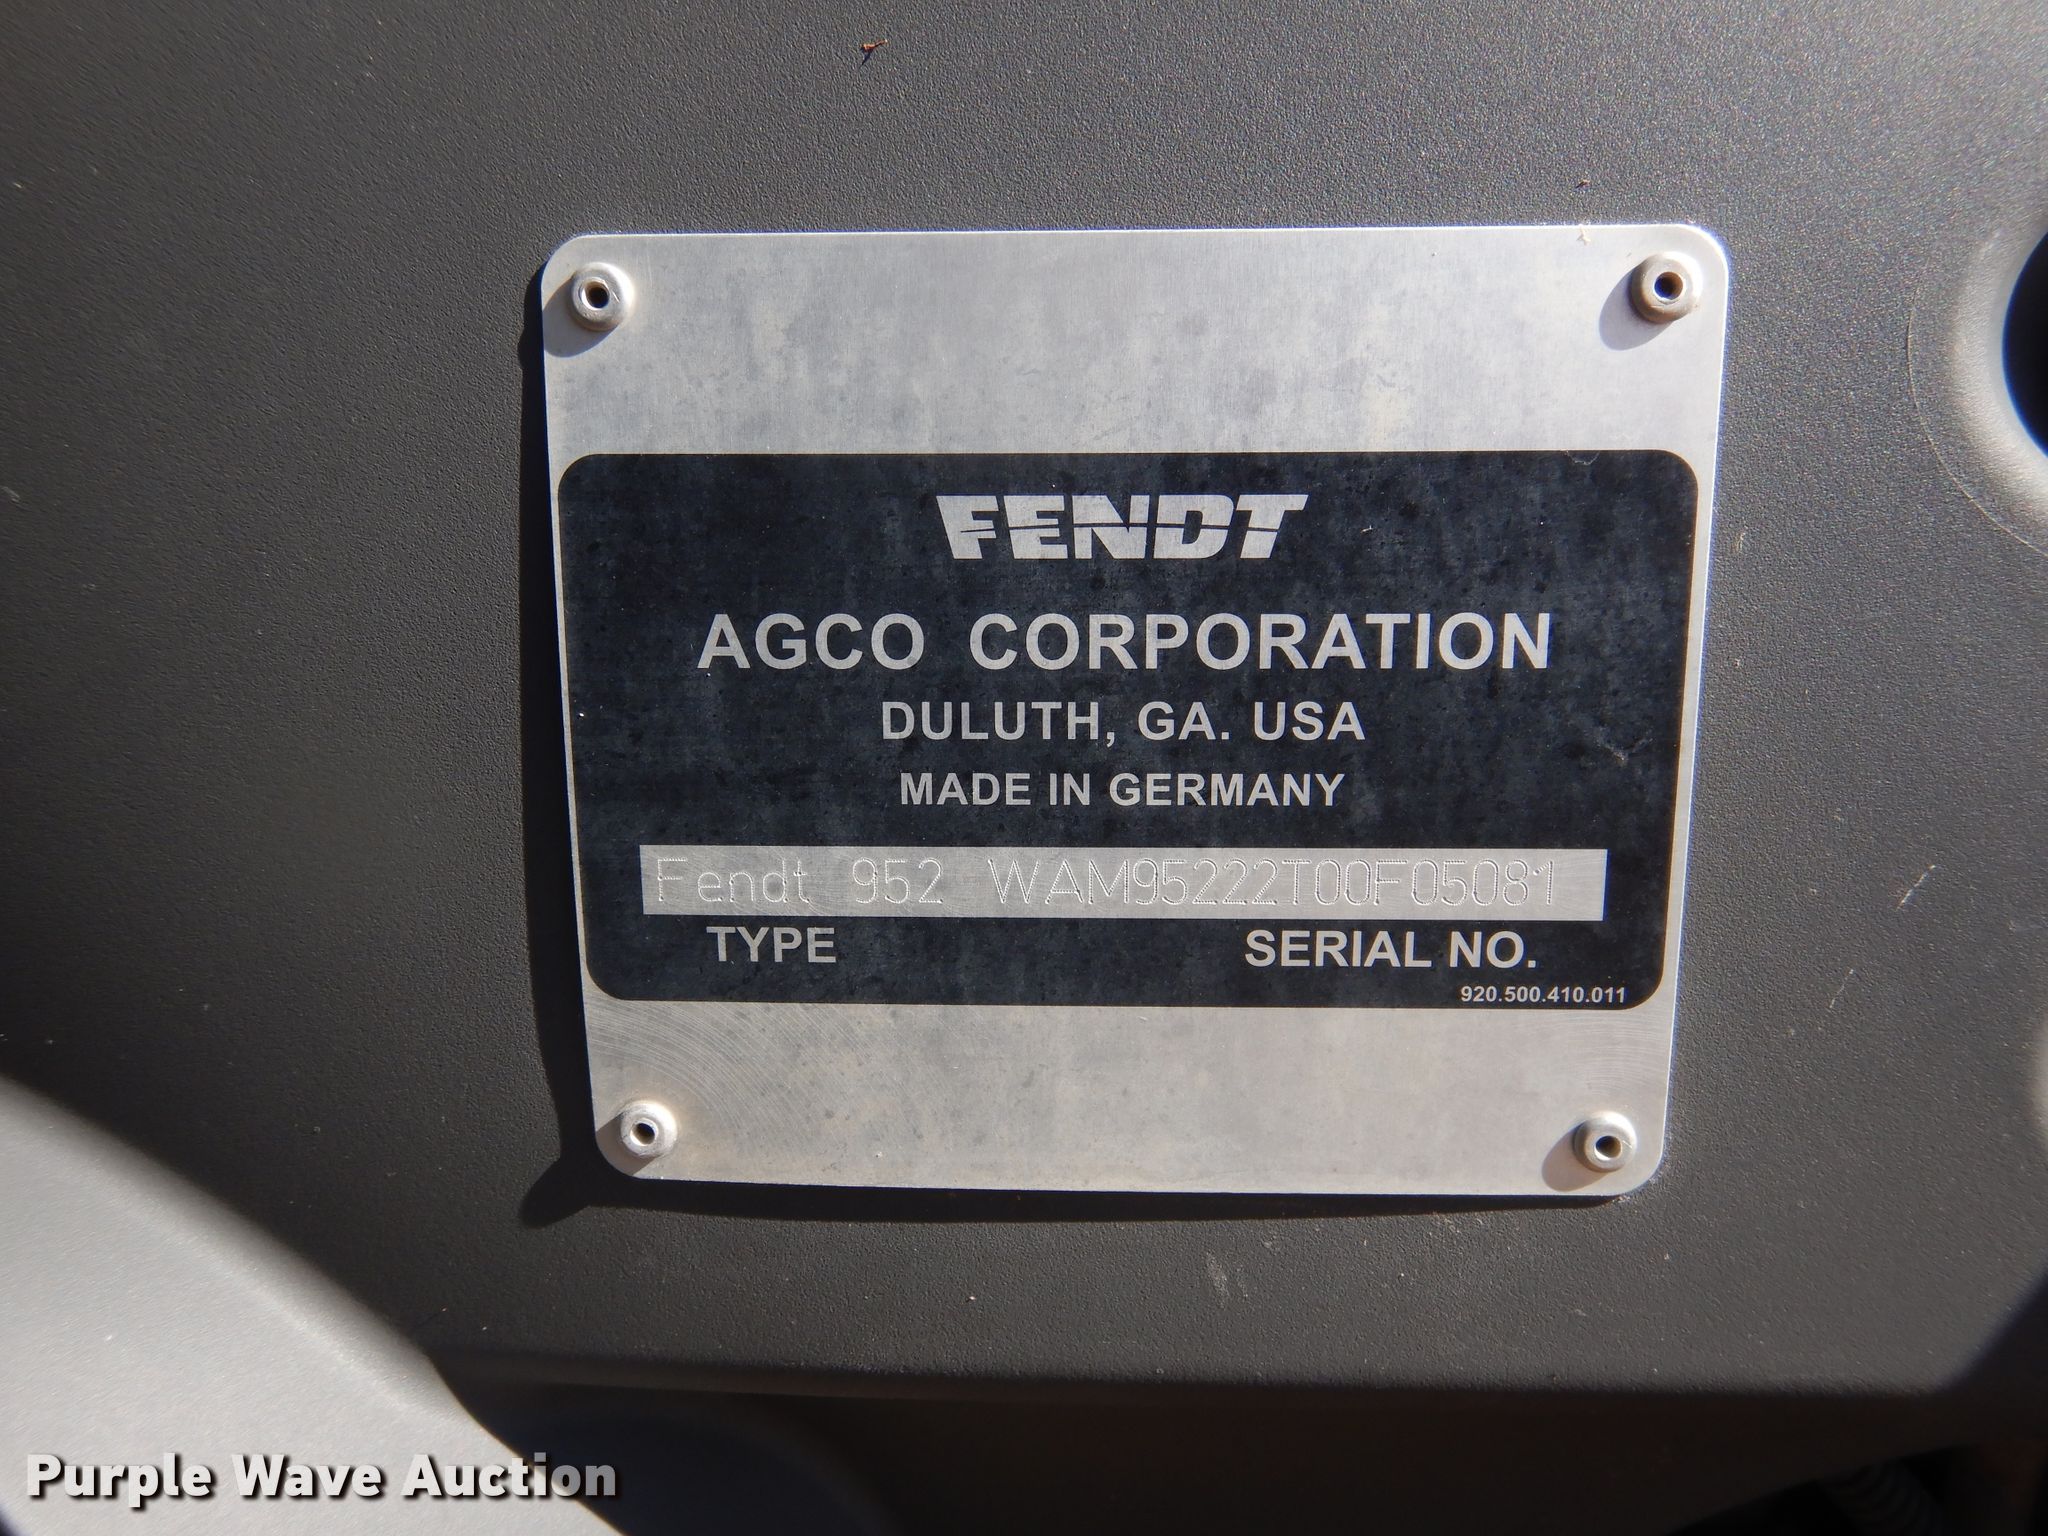 FENDT
AGCO CORPORATION
DULUTH, GA. USA
MADE IN GERMANY
Fendt 952 WAM95222T00F05081
TYPE SERIAL NO.
920.500.410.011
Purple Wave Auction